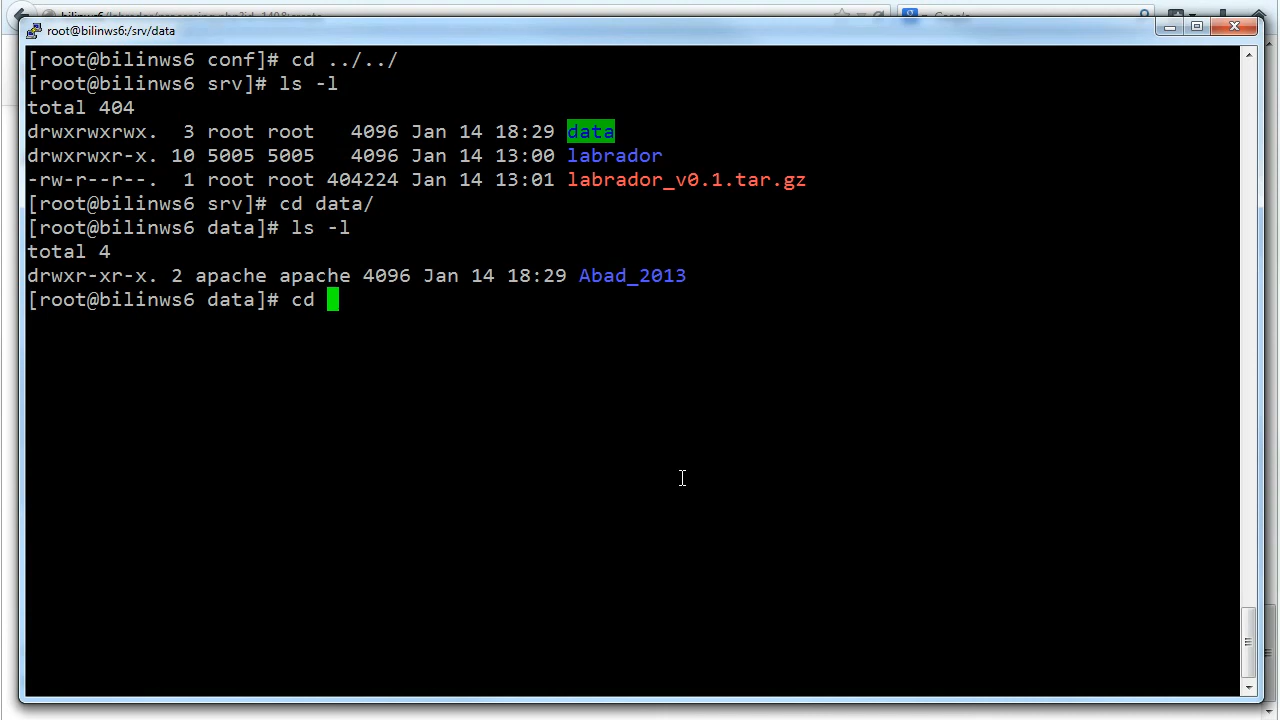 root@bilinws6:/srv/data
[root@bilinws6 conf]# cd ../../
[root@bilinws6 srv]# ls -l
total 404
drwxrwxrwx.  3 root root   4096 Jan 14 18:29 data
drwxrwxr-x. 10 5005 5005   4096 Jan 14 13:00 labrador
-rw-r--r--.  1 root root 404224 Jan 14 13:01 labrador_v0.1.tar.gz
[root@bilinws6 srv]# cd data/
[root@bilinws6 data]# ls -l
total 4
drwxr-xr-x. 2 apache apache 4096 Jan 14 18:29 Abad_2013
[root@bilinws6 data]# cd